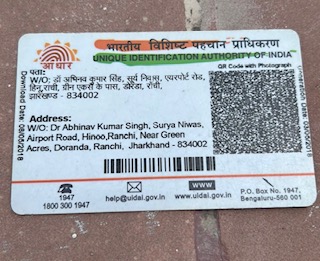 भारतीय विशिष्ट पहचान प्राधिकरण
UNIQUE IDENTIFICATION AUTHORITY OF INDIA
आधार
QR Code with Photograph
पता:
W/O: डॉ अभिनव कुमार सिंह, सूर्य निवास, एयरपोर्ट रोड,
हिनू,रांची, ग्रीन एकर्स के पास, डोरंडा, राँची,
झारखण्ड - 834002
Address:
W/O: Dr Abhinav Kumar Singh, Surya Niwas,
Airport Road, Hinoo,Ranchi, Near Green
Acres, Doranda, Ranchi, Jharkhand - 834002
Download Date: 08/04/2018
1947
1800 300 1947
help@uidai.gov.in
www
www.uidai.gov.in
P.O. Box No. 1947,
Bengaluru-560 001